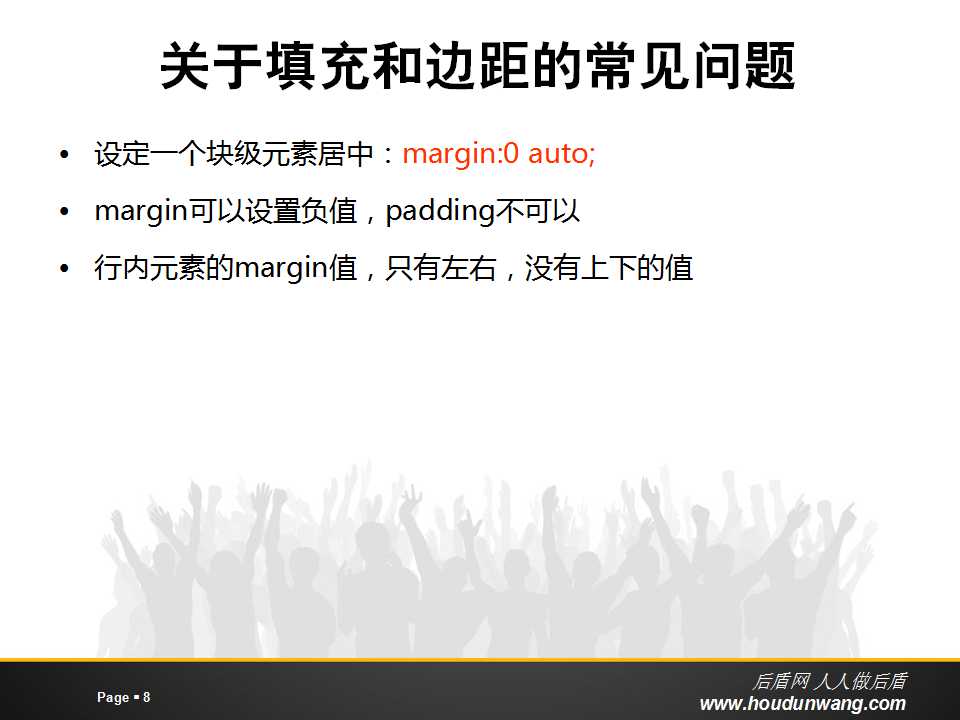 关于填充和边距的常见问题
• 设定一个块级元素居中：margin:0 auto;
• margin可以设置负值，padding不可以
• 行内元素的margin值，只有左右，没有上下的值
Page ▪ 8
后盾网 人人做后盾
www.houdunwang.com